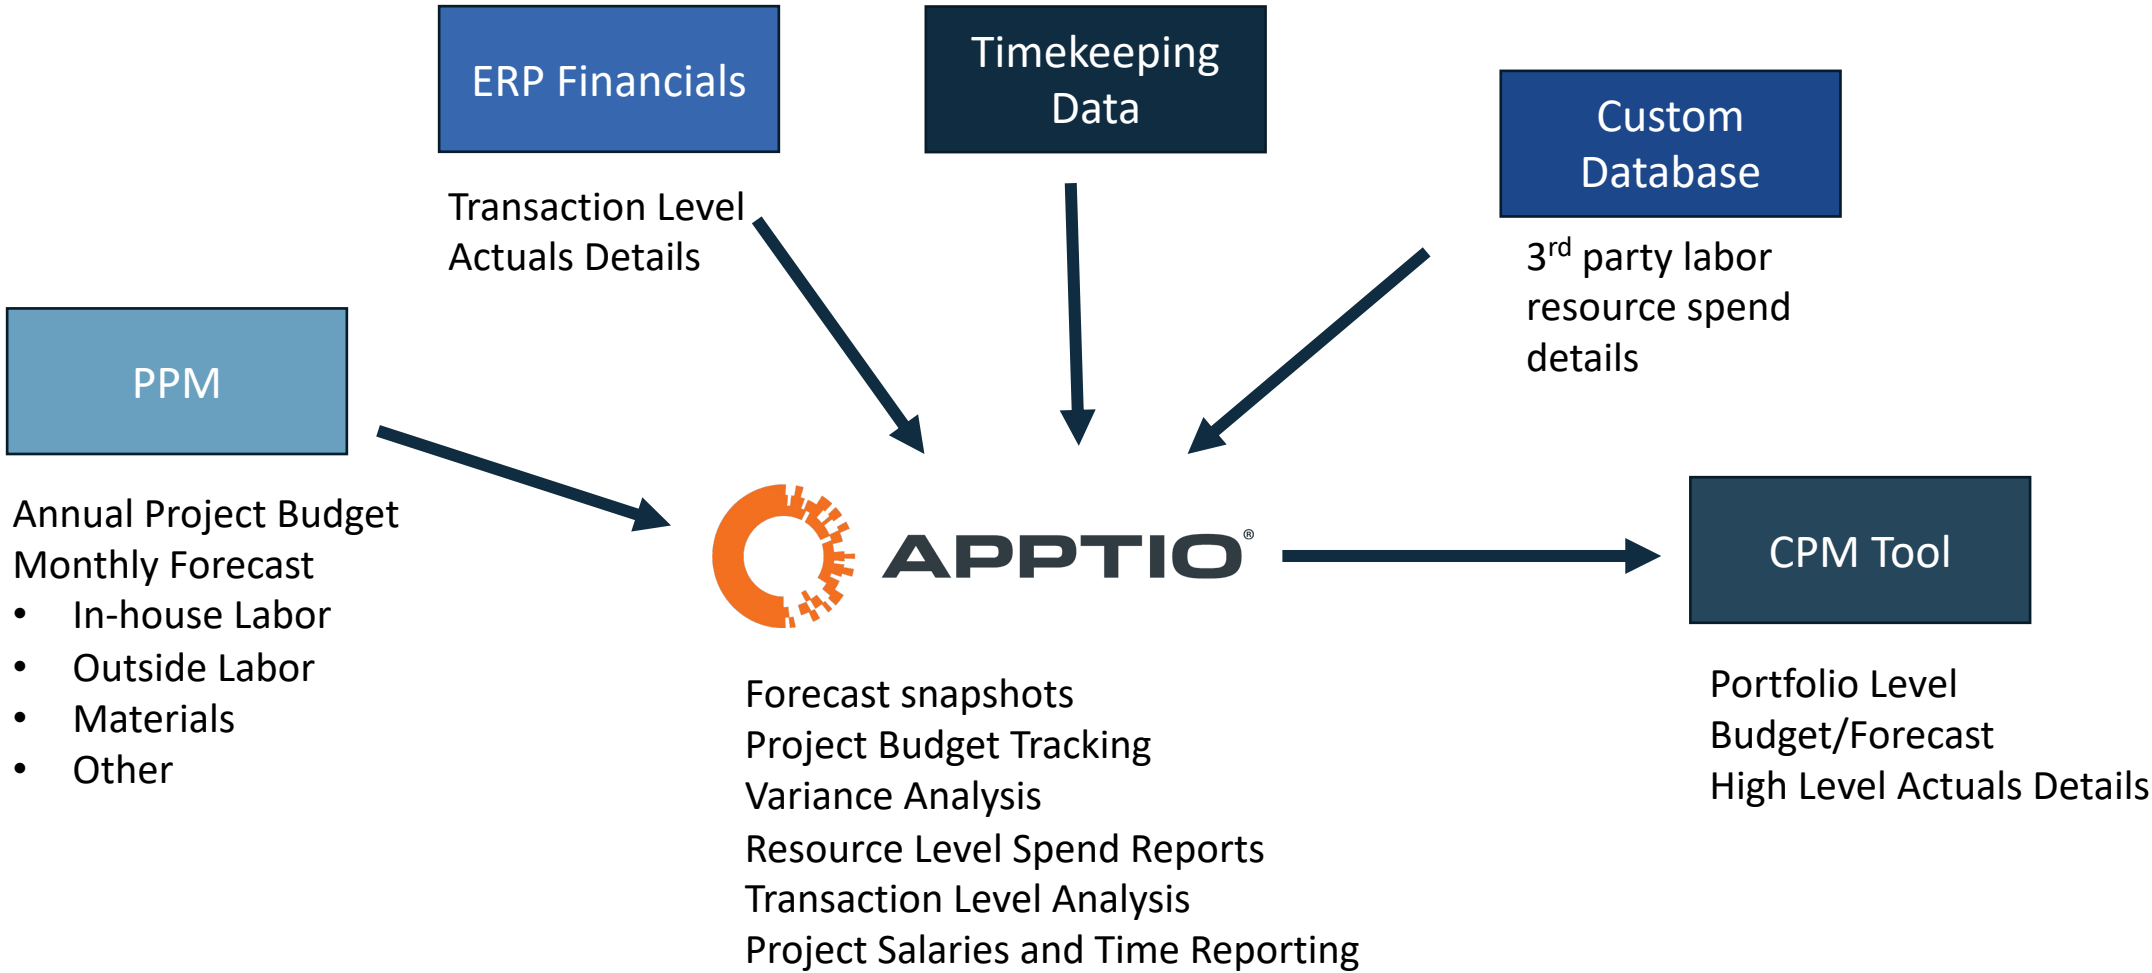 ERP Financials
Timekeeping
Data
Custom
Database
Transaction Level
Actuals Details
3rd party labor
resource spend
details
PPM
Annual Project Budget
Monthly Forecast
• In-house Labor
• Outside Labor
• Materials
• Other
APPTIO®
CPM Tool
Forecast snapshots
Project Budget Tracking
Variance Analysis
Resource Level Spend Reports
Transaction Level Analysis
Project Salaries and Time Reporting
Portfolio Level
Budget/Forecast
High Level Actuals Details